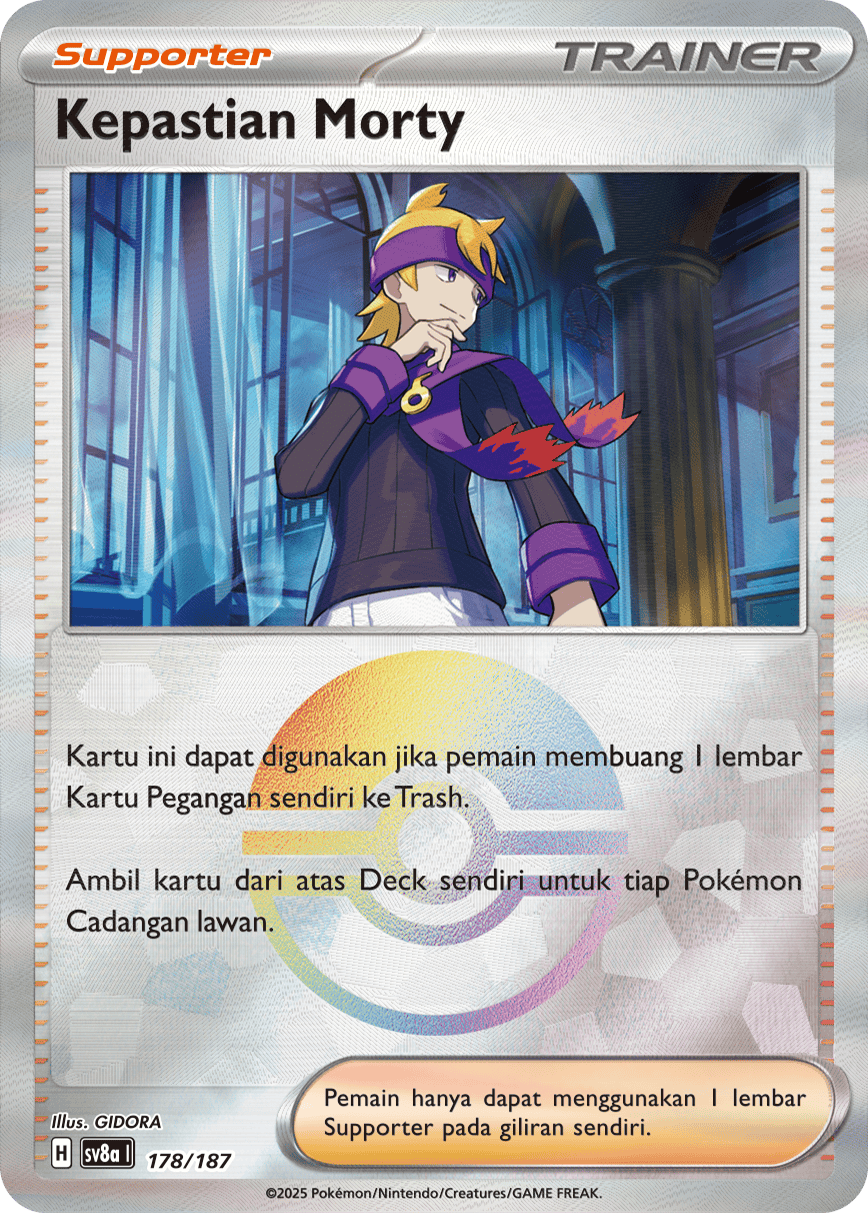 Supporter
TRAINER
Kepastian Morty
Kartu ini dapat digunakan jika pemain membuang 1 lembar
Kartu Pegangan sendiri ke Trash.
Ambil kartu dari atas Deck sendiri untuk tiap Pokémon
Cadangan lawan.
Pemain hanya dapat menggunakan 1 lembar
Supporter pada giliran sendiri.
Illus. GIDORA
H sv8a I 178/187
©2025 Pokémon/Nintendo/Creatures/GAME FREAK.